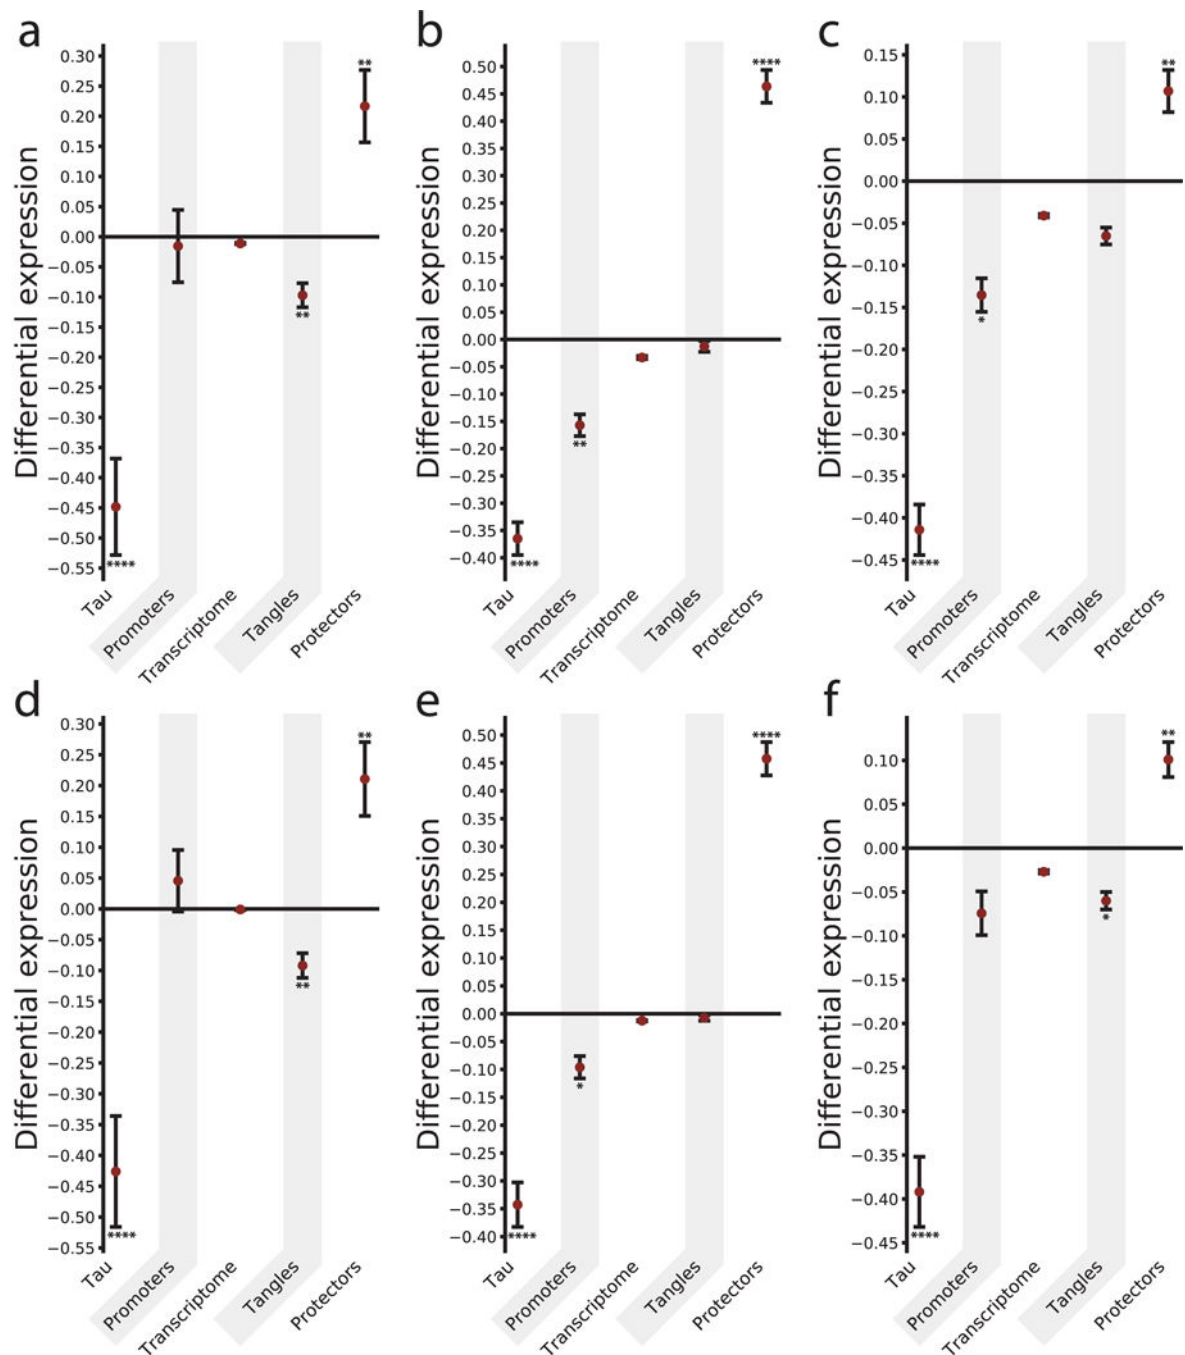 a
Differential expression
0.30
0.25
0.20
0.15
0.10
0.05
0.00
−0.05
−0.10
−0.15
−0.20
−0.25
−0.30
−0.35
−0.40
−0.45
−0.50
−0.55
**
**
****
Tau
Promoters
Transcriptome
Tangles
Protectors
b
Differential expression
0.50
0.45
0.40
0.35
0.30
0.25
0.20
0.15
0.10
0.05
0.00
−0.05
−0.10
−0.15
−0.20
−0.25
−0.30
−0.35
−0.40
****
**
****
Tau
Promoters
Transcriptome
Tangles
Protectors
c
Differential expression
0.15
0.10
0.05
0.00
−0.05
−0.10
−0.15
−0.20
−0.25
−0.30
−0.35
−0.40
−0.45
**
*
****
Tau
Promoters
Transcriptome
Tangles
Protectors
d
Differential expression
0.30
0.25
0.20
0.15
0.10
0.05
0.00
−0.05
−0.10
−0.15
−0.20
−0.25
−0.30
−0.35
−0.40
−0.45
−0.50
−0.55
**
**
****
Tau
Promoters
Transcriptome
Tangles
Protectors
e
Differential expression
0.50
0.45
0.40
0.35
0.30
0.25
0.20
0.15
0.10
0.05
0.00
−0.05
−0.10
−0.15
−0.20
−0.25
−0.30
−0.35
−0.40
****
*
****
Tau
Promoters
Transcriptome
Tangles
Protectors
f
Differential expression
0.10
0.05
0.00
−0.05
−0.10
−0.15
−0.20
−0.25
−0.30
−0.35
−0.40
−0.45
**
*
****
Tau
Promoters
Transcriptome
Tangles
Protectors